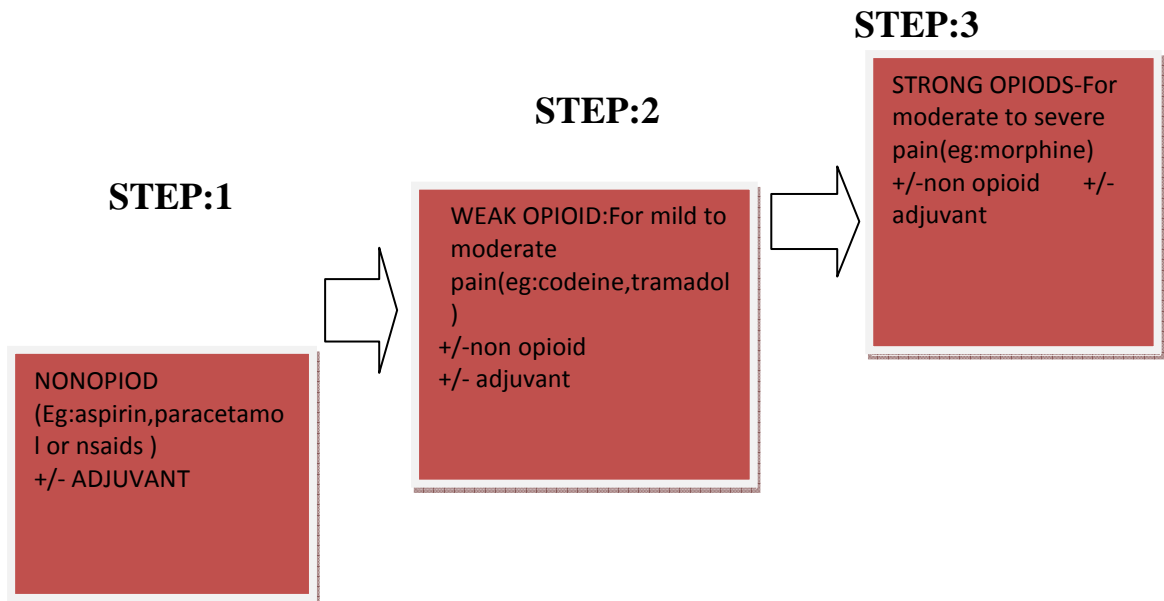 STEP:1
NONOPIOD
(Eg:aspirin,paracetamo
l or nsaids )
+/- ADJUVANT
STEP:2
WEAK OPIOID:For mild to
moderate
pain(eg:codeine,tramadol
)
+/-non opioid
+/- adjuvant
STEP:3
STRONG OPIODS-For
moderate to severe
pain(eg:morphine)
+/-non opioid +/-
adjuvant